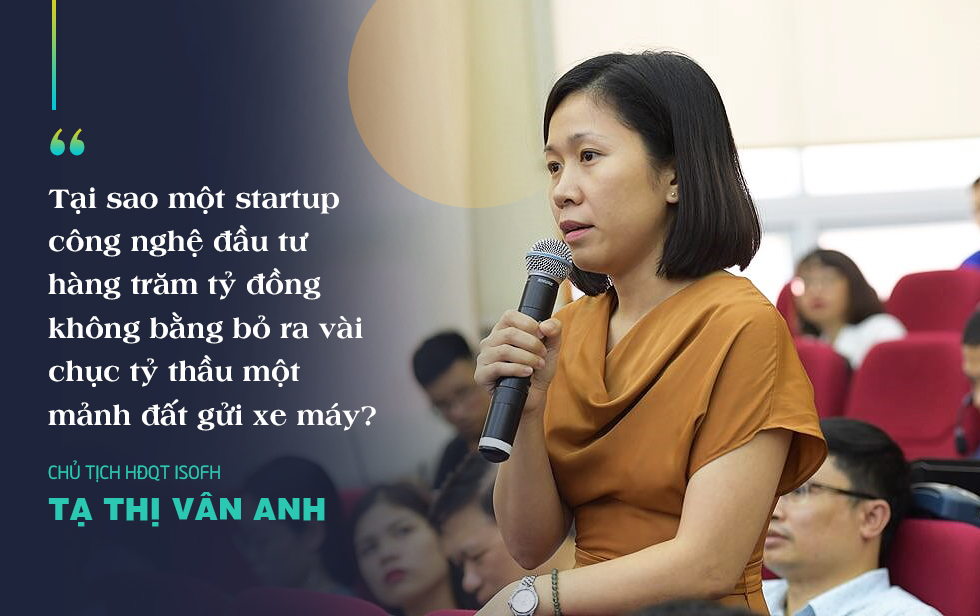 Tại sao một startup
công nghệ đầu tư
hàng trăm tỷ đồng
không bằng bỏ ra vài
chục tỷ thầu một
mảnh đất gửi xe máy?
CHỦ TỊCH HĐQT ISOFH
TẠ THỊ VÂN ANH